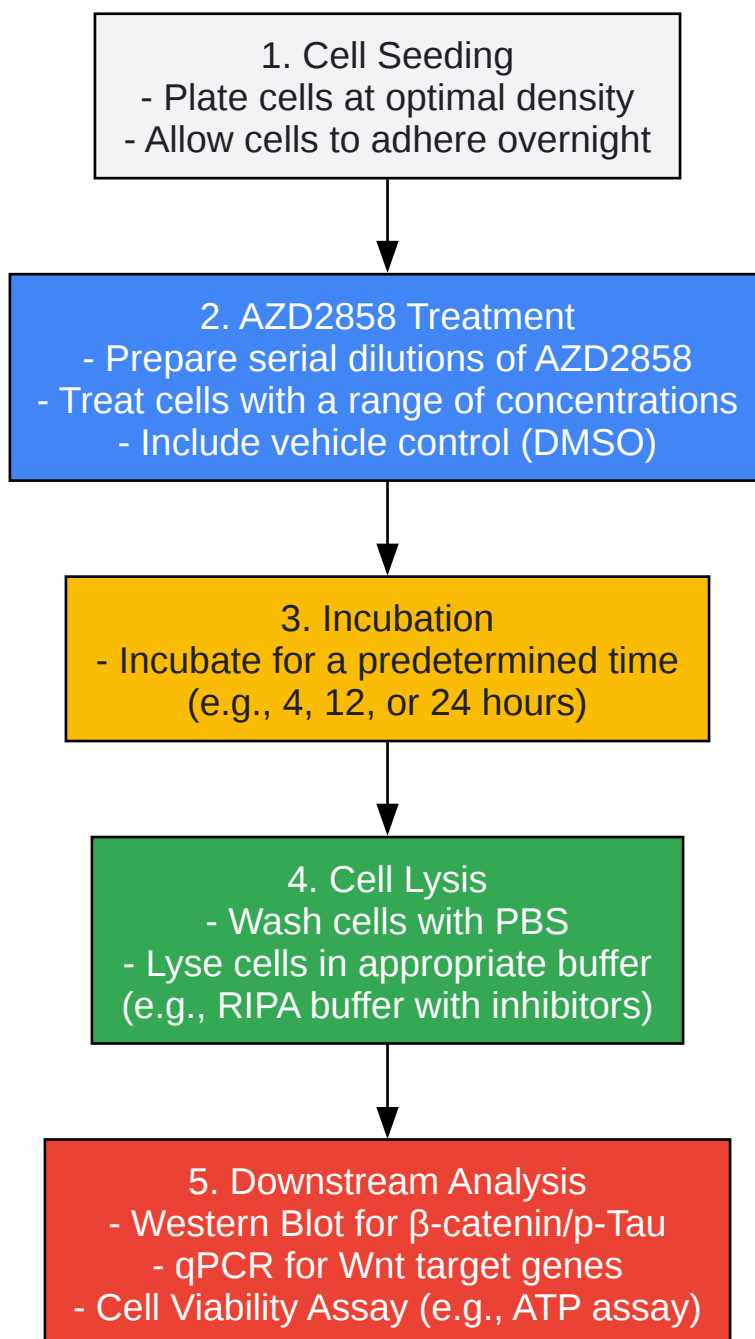 1. Cell Seeding
- Plate cells at optimal density
- Allow cells to adhere overnight
2. AZD2858 Treatment
- Prepare serial dilutions of AZD2858
- Treat cells with a range of concentrations
- Include vehicle control (DMSO)
3. Incubation
- Incubate for a predetermined time
(e.g., 4, 12, or 24 hours)
4. Cell Lysis
- Wash cells with PBS
- Lyse cells in appropriate buffer
(e.g., RIPA buffer with inhibitors)
5. Downstream Analysis
- Western Blot for β-catenin/p-Tau
- qPCR for Wnt target genes
- Cell Viability Assay (e.g., ATP assay)